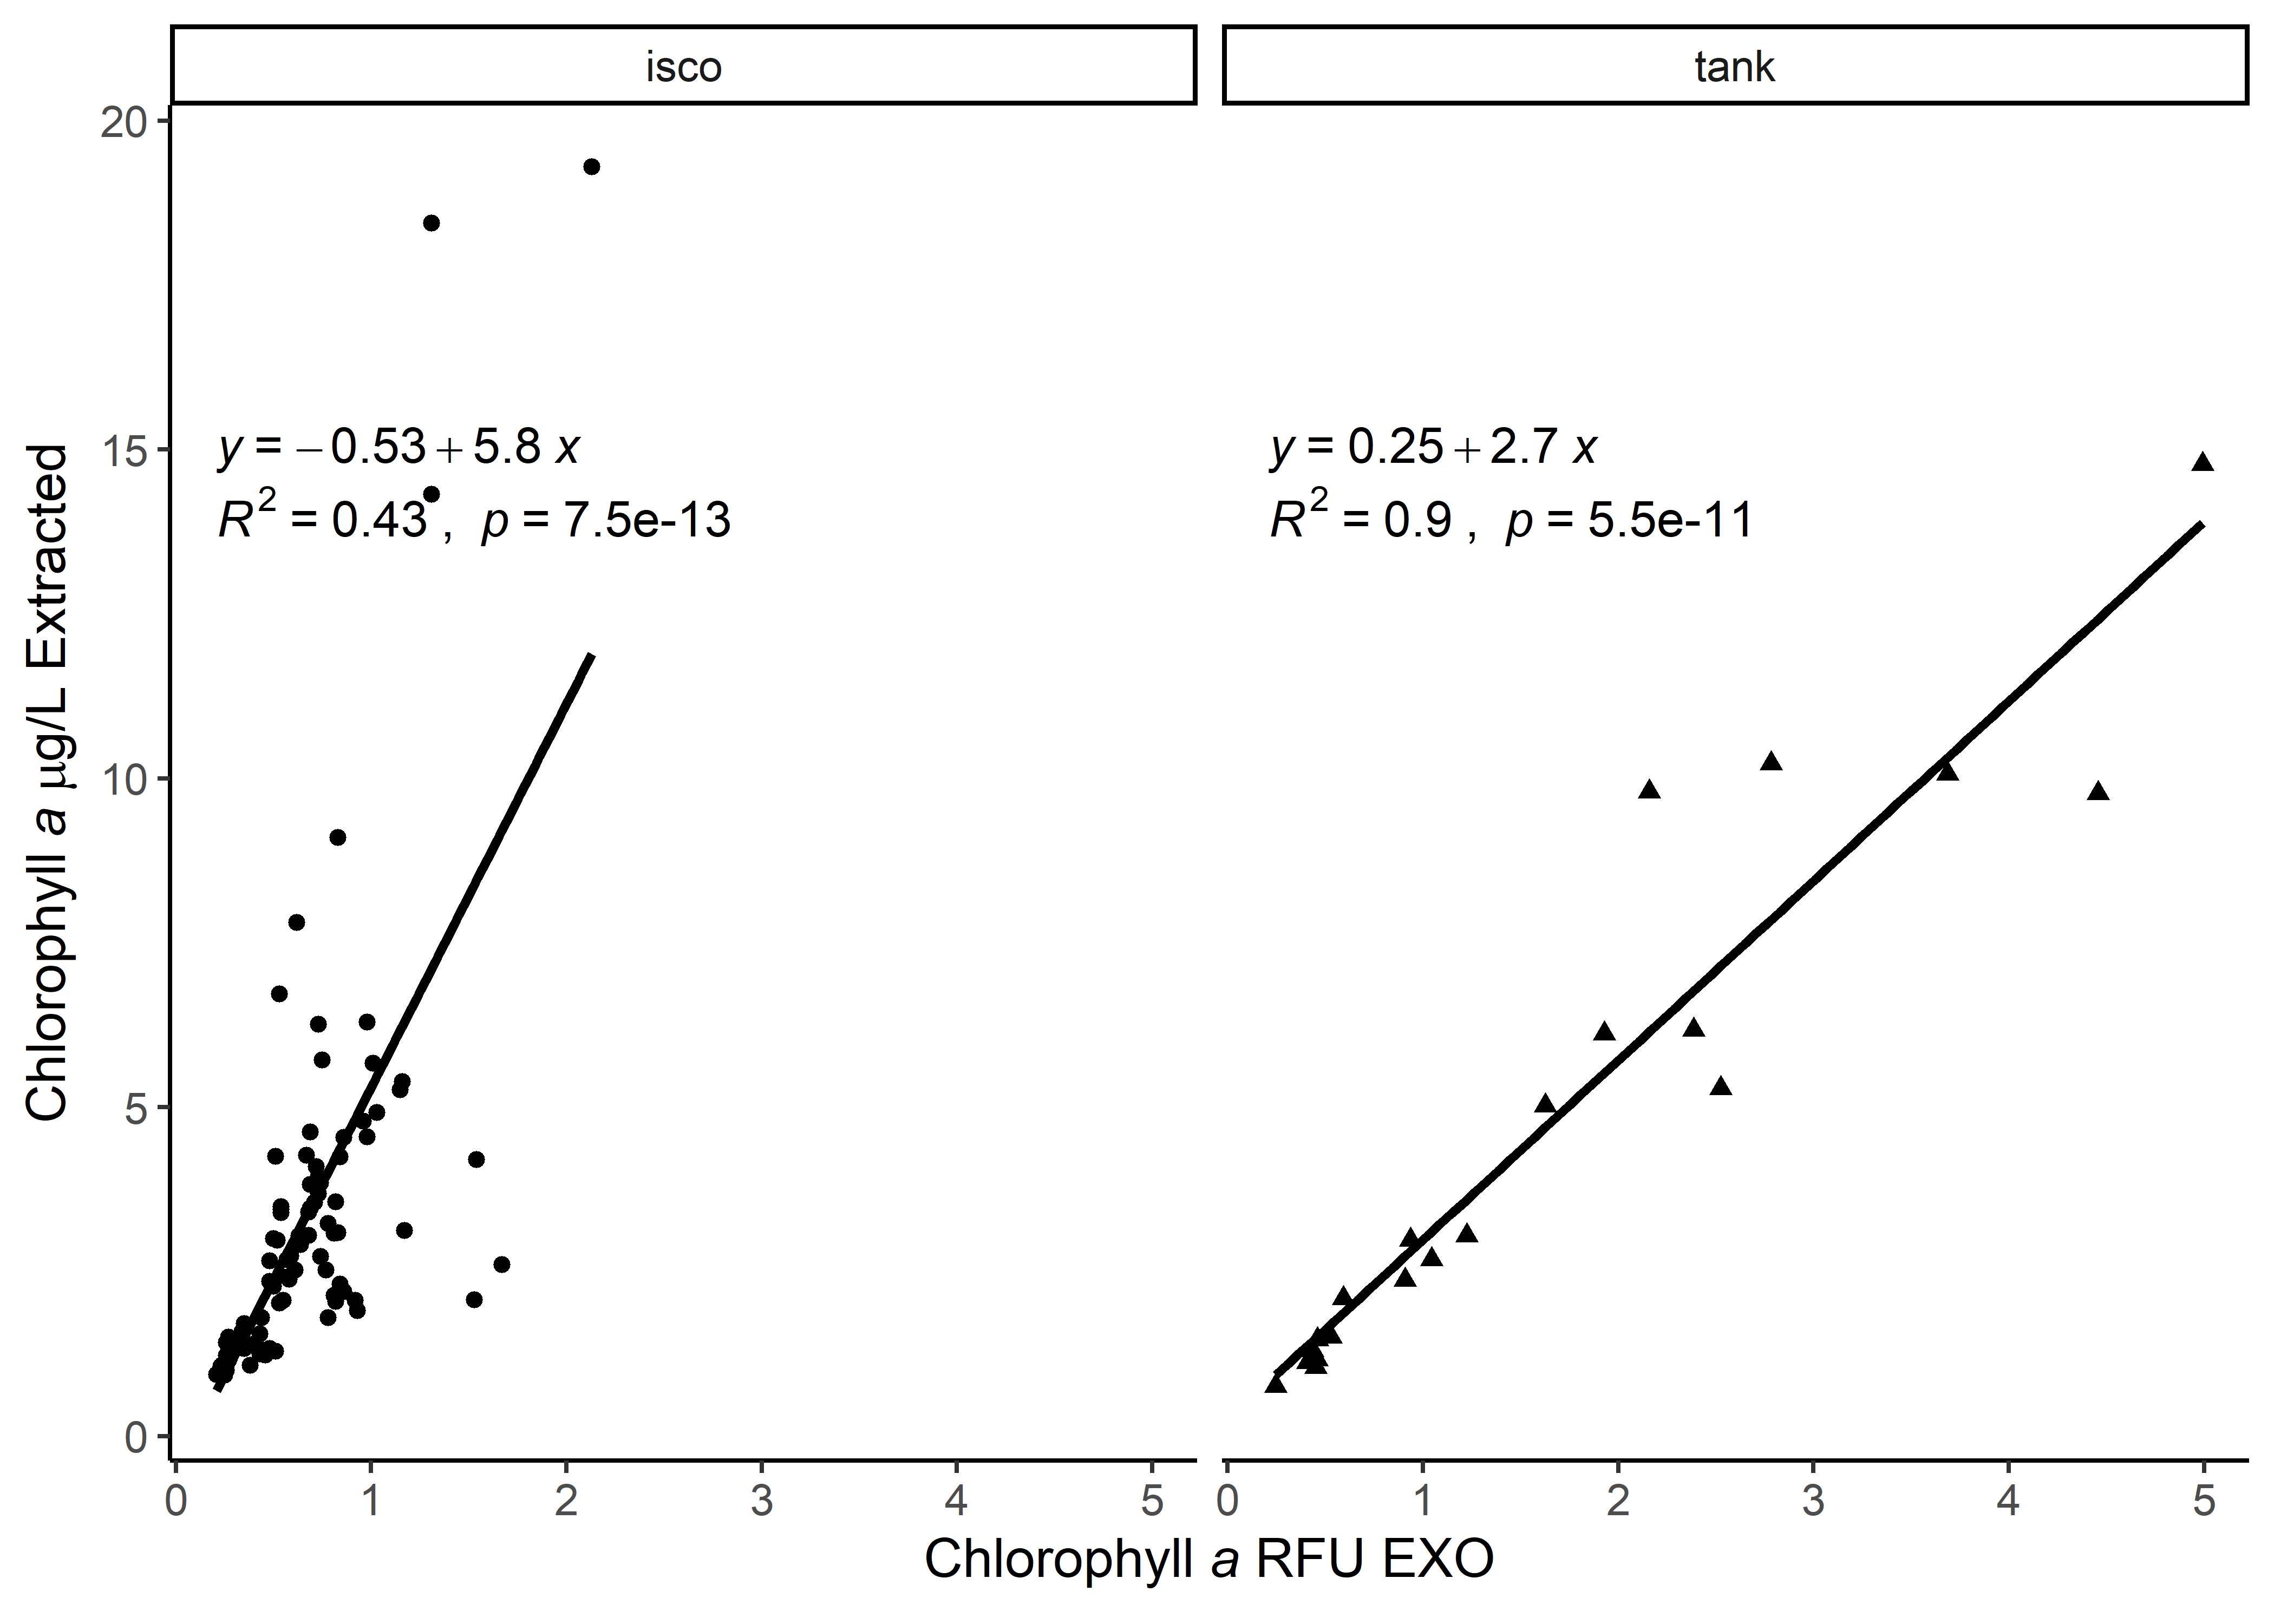 isco
tank
20
15
10
5
0
y = −0.53 + 5.8 x
R² = 0.43 , p = 7.5e-13
y = 0.25 + 2.7 x
R² = 0.9 , p = 5.5e-11
0 1 2 3 4 5
0 1 2 3 4 5
Chlorophyll a RFU EXO
Chlorophyll a μg/L Extracted